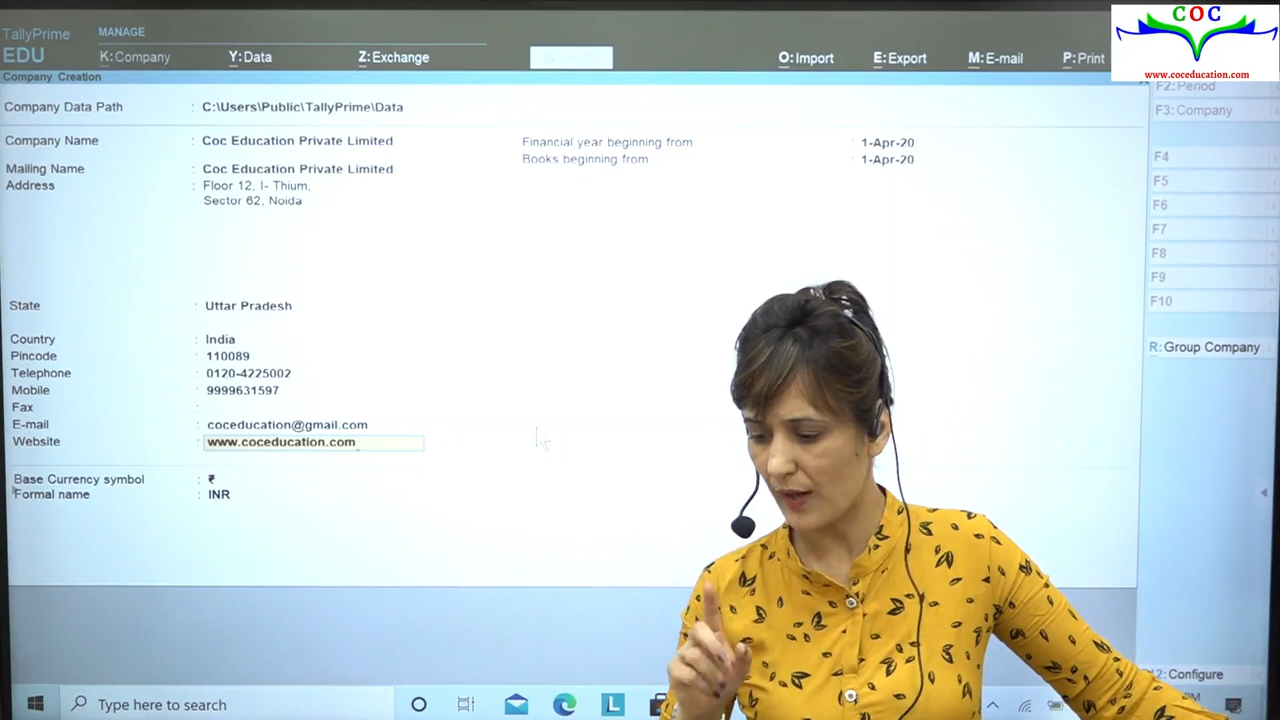 TallyPrime
EDU
MANAGE
K: Company
Y: Data
Z: Exchange
O: Import
E: Export
M: E-mail
P: Print
COC
www.coceducation.com
Company Creation
Company Data Path : C:\Users\Public\TallyPrime\Data
Company Name : Coc Education Private Limited
Mailing Name : Coc Education Private Limited
Address : Floor 12, I- Thium,
Sector 62, Noida
State : Uttar Pradesh
Country : India
Pincode : 110089
Telephone : 0120-4225002
Mobile : 9999631597
Fax :
E-mail : coceducation@gmail.com
Website : www.coceducation.com
Base Currency symbol : ₹
Formal name : INR
Financial year beginning from : 1-Apr-20
Books beginning from : 1-Apr-20
F2: Period
F3: Company
F4
F5
F6
F7
F8
F9
F10
R: Group Company
12: Configure
Type here to search